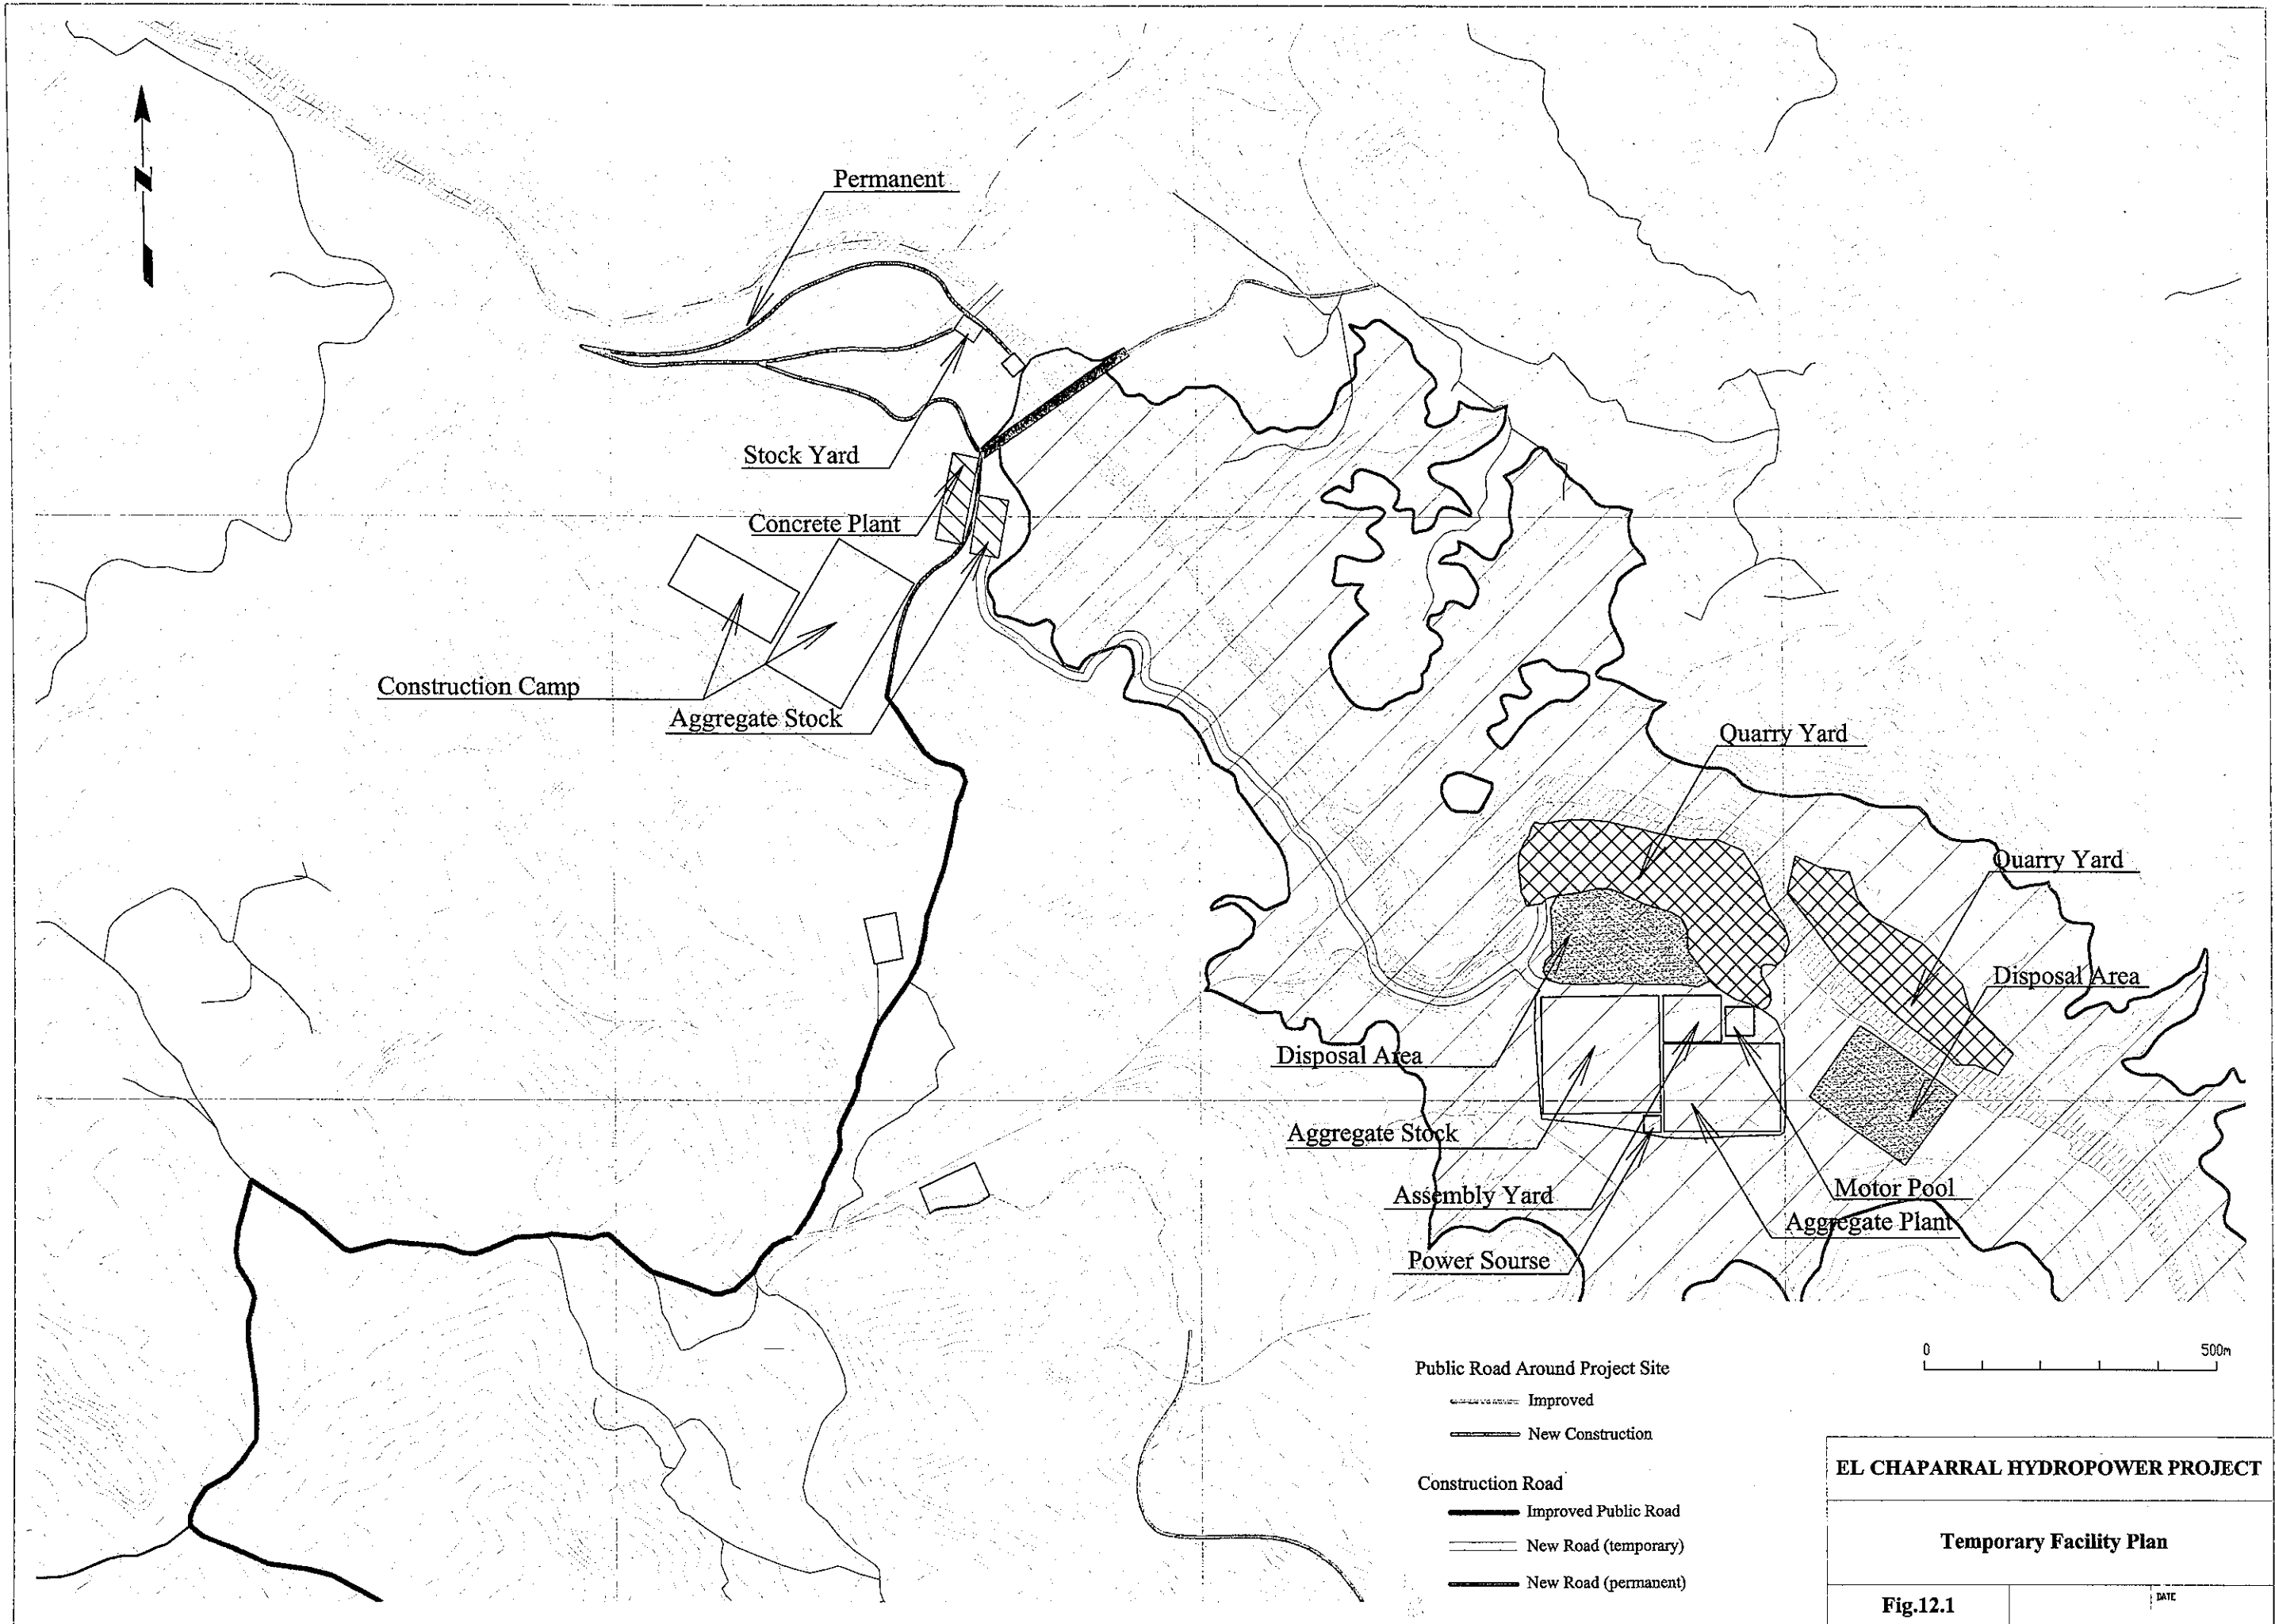 N
Permanent
Stock Yard
Concrete Plant
Construction Camp
Aggregate Stock
Quarry Yard
Quarry Yard
Disposal Area
Disposal Area
Aggregate Stock
Assembly Yard
Motor Pool
Aggregate Plant
Power Sourse
0 500m
Public Road Around Project Site
Improved
New Construction
Construction Road
Improved Public Road
New Road (temporary)
New Road (permanent)
EL CHAPARRAL HYDROPOWER PROJECT
Temporary Facility Plan
Fig.12.1
DATE